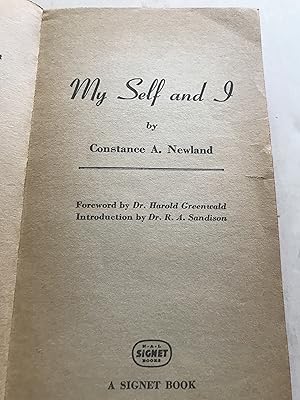 My Self and I
by
Constance A. Newland
Foreword by Dr. Harold Greenwald
Introduction by Dr. R. A. Sandison
N·A·L
SIGNET
BOOKS
A SIGNET BOOK